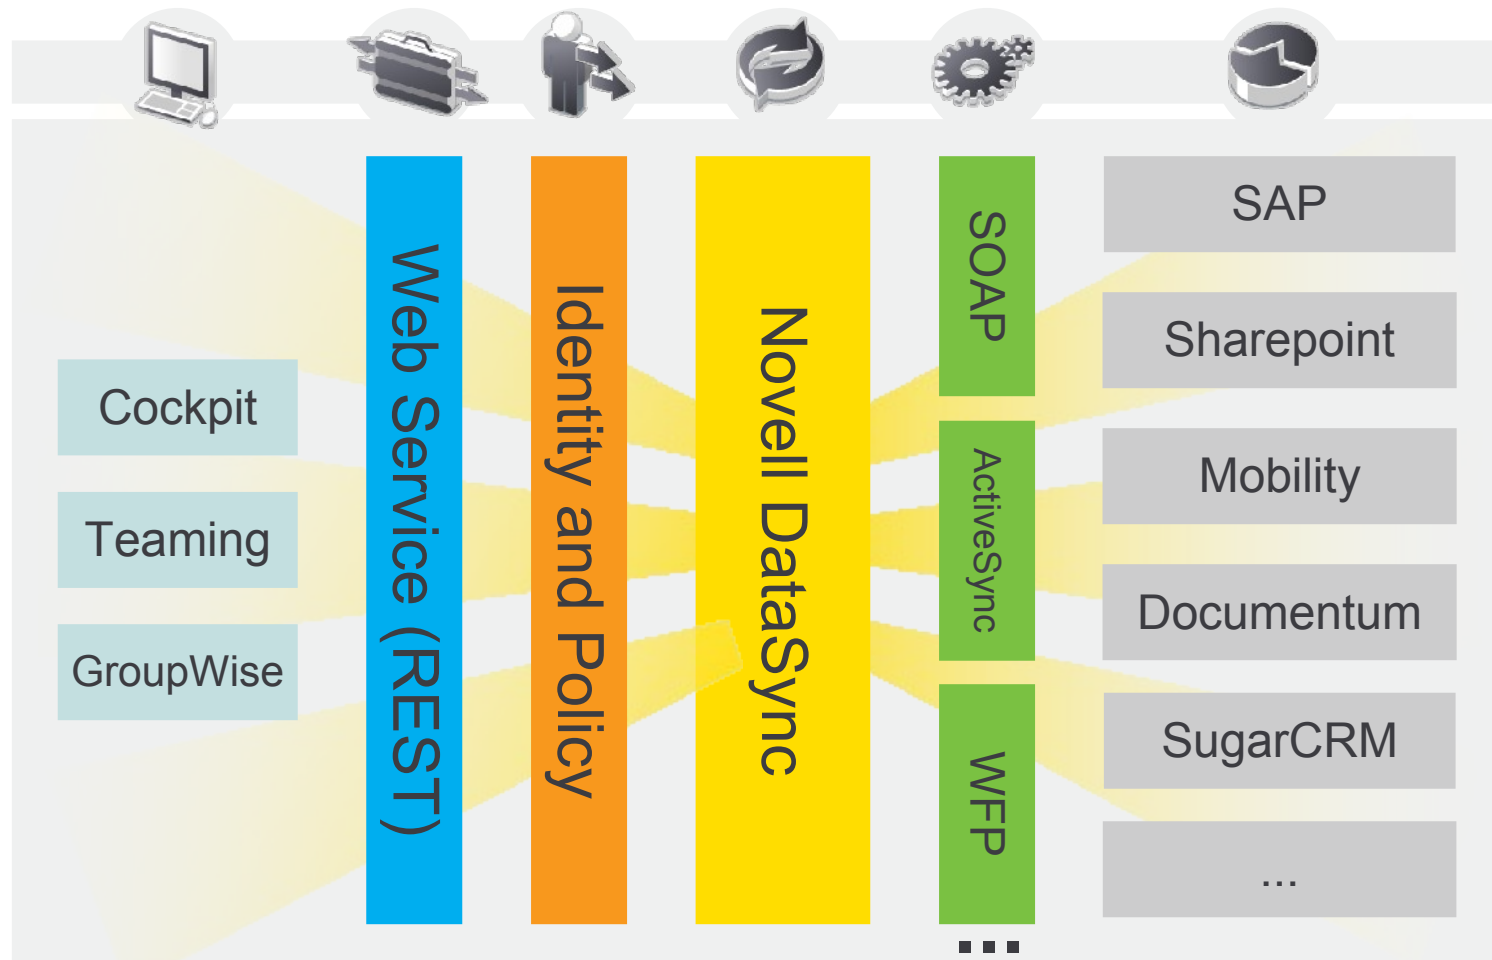 Cockpit
Teaming
GroupWise
Web Service (REST)
Identity and Policy
Novell DataSync
SOAP
ActiveSync
WFP
...
SAP
Sharepoint
Mobility
Documentum
SugarCRM
...